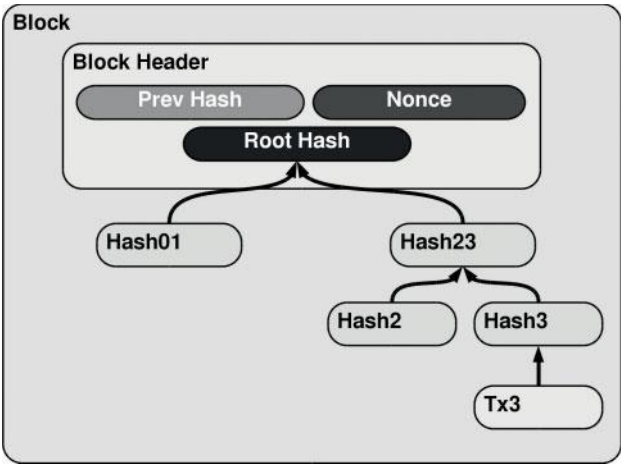 Block
Block Header
Prev Hash
Nonce
Root Hash
Hash01
Hash23
Hash2
Hash3
Tx3